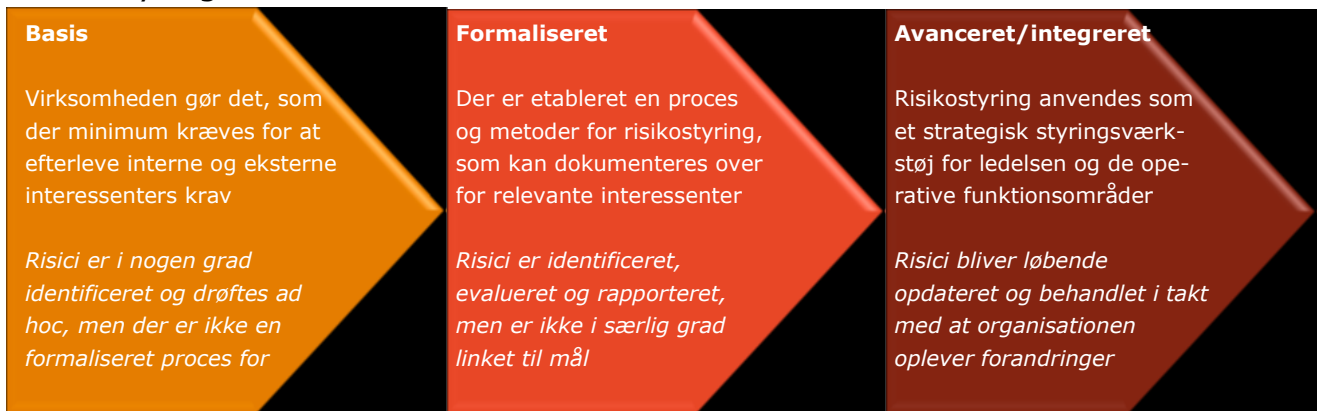 Basis
Virksomheden gør det, som
der minimum kræves for at
efterleve interne og eksterne
interessenters krav
Risici er i nogen grad
identificeret og drøftes ad
hoc, men der er ikke en
formaliseret proces for
Formaliseret
Der er etableret en proces
og metoder for risikostyring,
som kan dokumenteres over
for relevante interessenter
Risici er identificeret,
evalueret og rapporteret,
men er ikke i særlig grad
linket til mål
Avanceret/integreret
Risikostyring anvendes som
et strategisk styringsværk-
støj for ledelsen og de ope-
rative funktionsområder
Risici bliver løbende
opdateret og behandlet i takt
med at organisationen
oplever forandringer